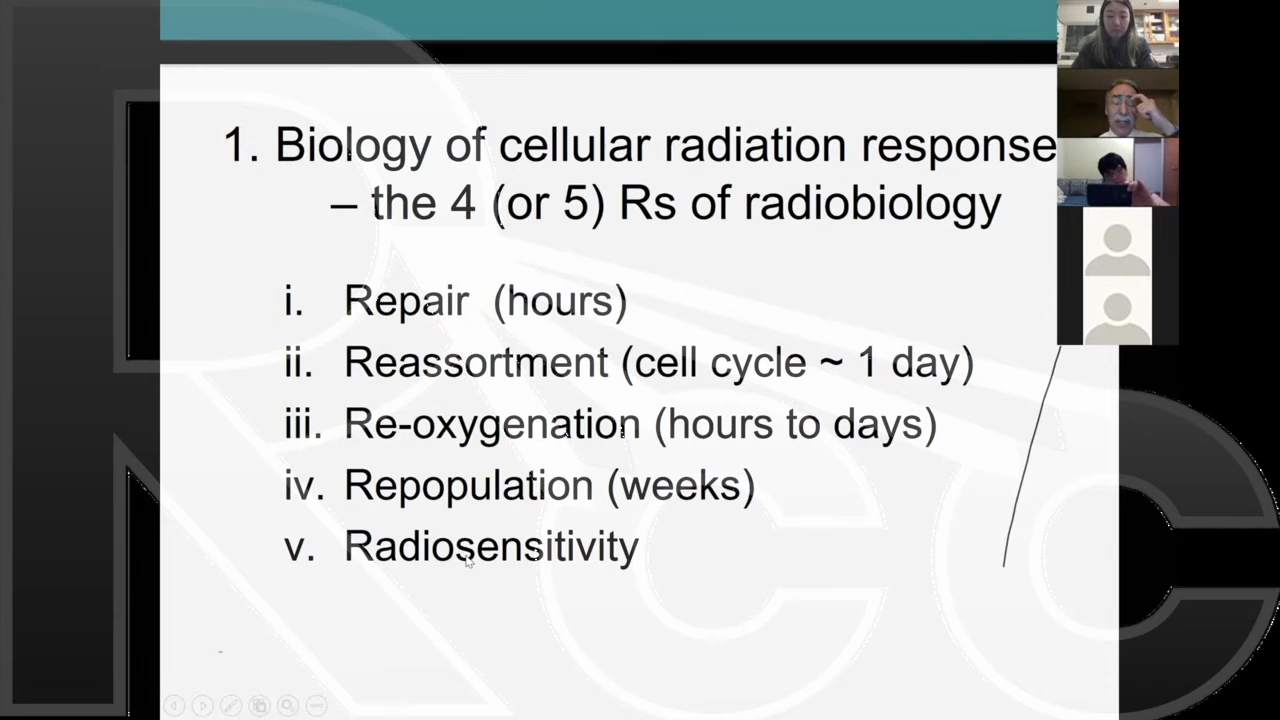 1. Biology of cellular radiation response
– the 4 (or 5) Rs of radiobiology
i. Repair (hours)
ii. Reassortment (cell cycle ~ 1 day)
iii. Re-oxygenation (hours to days)
iv. Repopulation (weeks)
v. Radiosensitivity
RCC